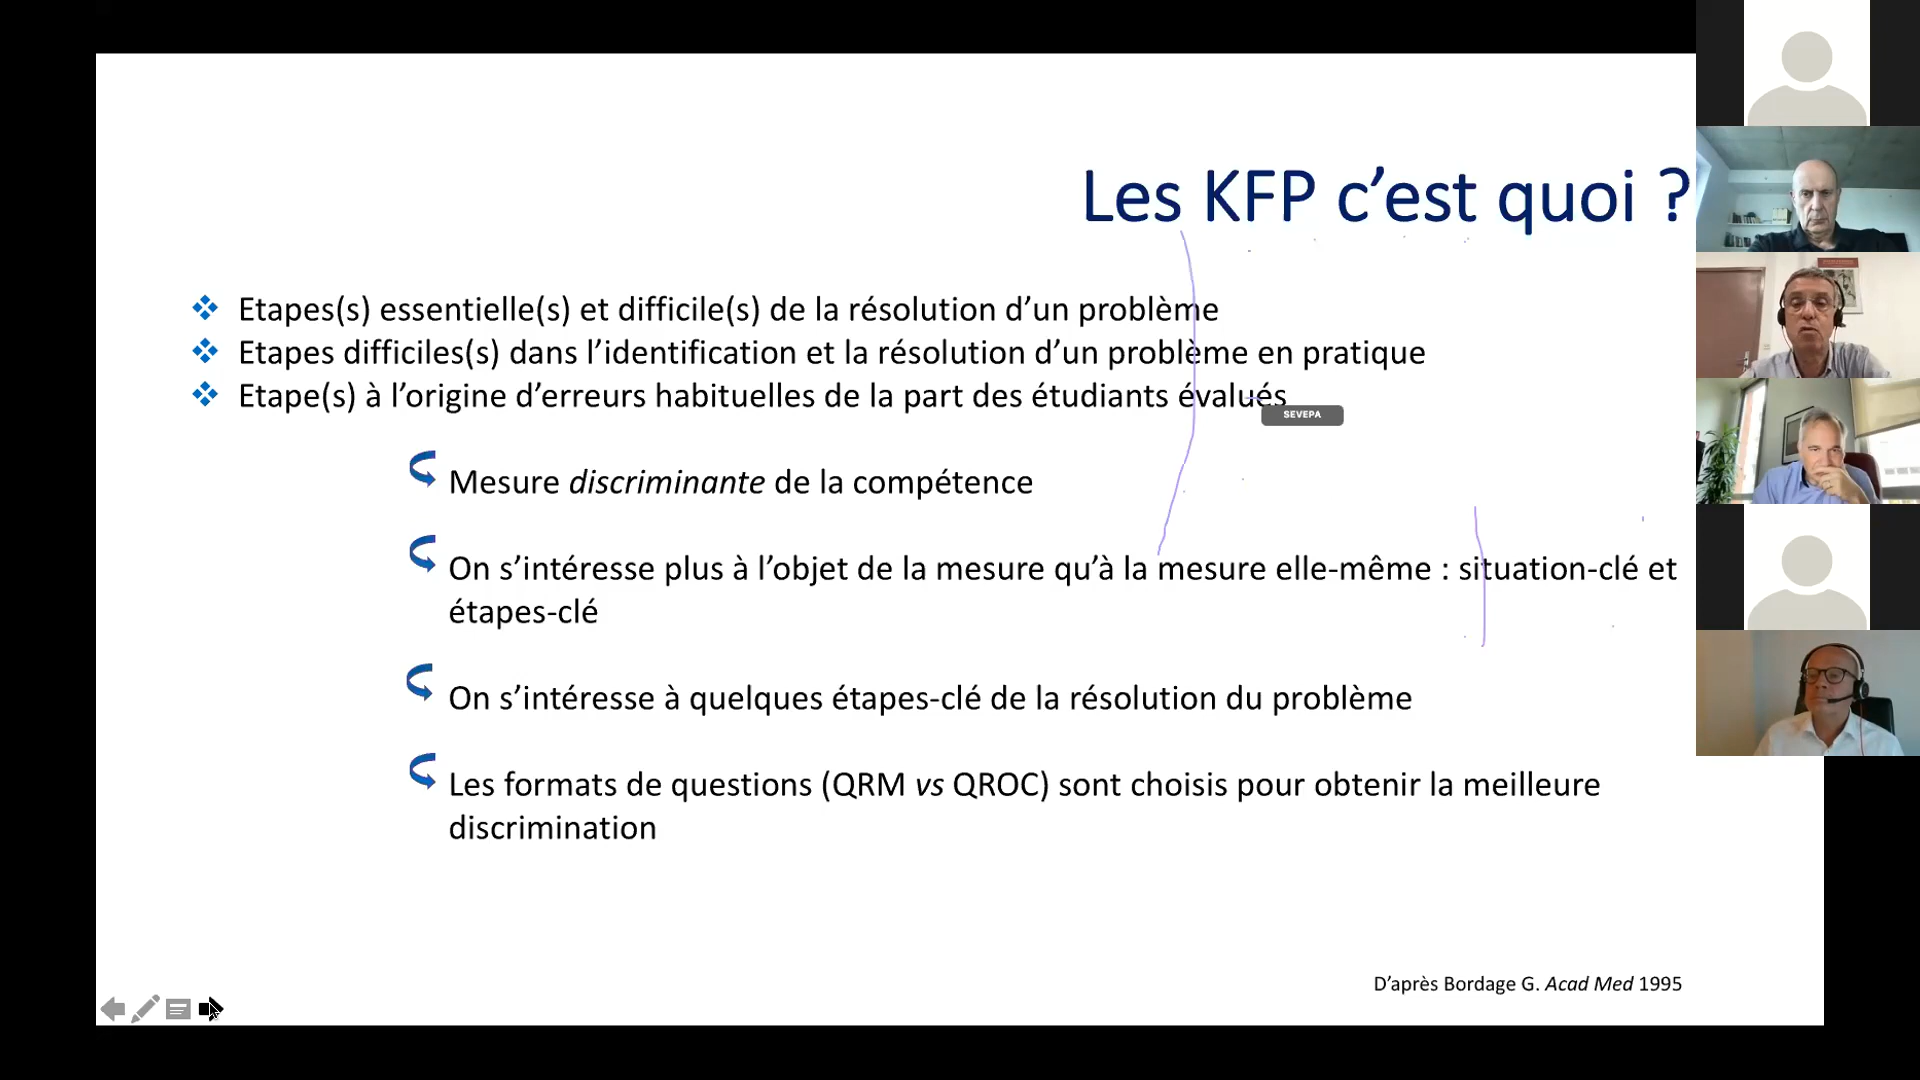 Les KFP c’est quoi ?
Etapes(s) essentielle(s) et difficile(s) de la résolution d’un problème
Etapes difficiles(s) dans l’identification et la résolution d’un problème en pratique
Etape(s) à l’origine d’erreurs habituelles de la part des étudiants évalués
SEVEPA
Mesure discriminante de la compétence
On s’intéresse plus à l’objet de la mesure qu’à la mesure elle-même : situation-clé et
étapes-clé
On s’intéresse à quelques étapes-clé de la résolution du problème
Les formats de questions (QRM vs QROC) sont choisis pour obtenir la meilleure
discrimination
D’après Bordage G. Acad Med 1995